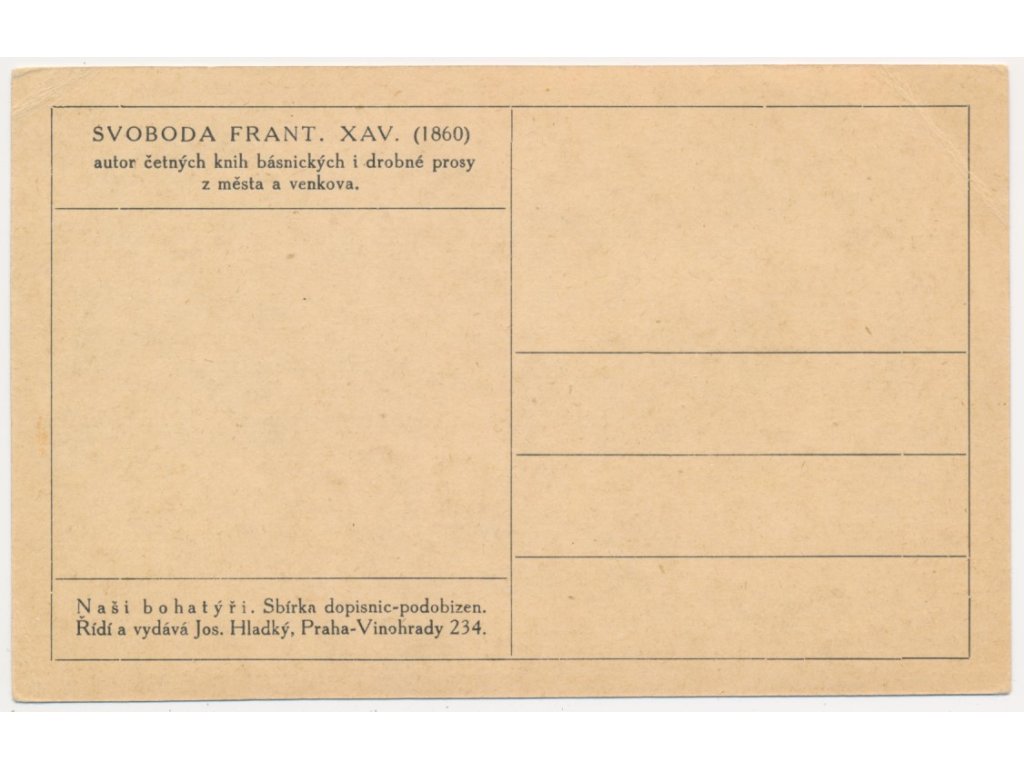 SVOBODA FRANT. XAV. (1860)
autor četných knih básnických i drobné prosy
z města a venkova.
Naši bohatýři. Sbírka dopisnic-podobizen.
Řídí a vydává Jos. Hladký, Praha-Vinohrady 234.